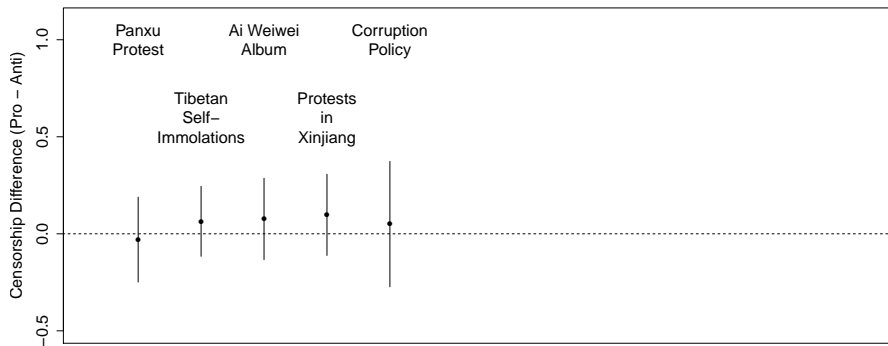 Panxu
Protest
Tibetan
Self−
Immolations
Ai Weiwei
Album
Protests
in
Xinjiang
Corruption
Policy
Censorship Difference (Pro − Anti)
1.0
0.5
0.0
−0.5